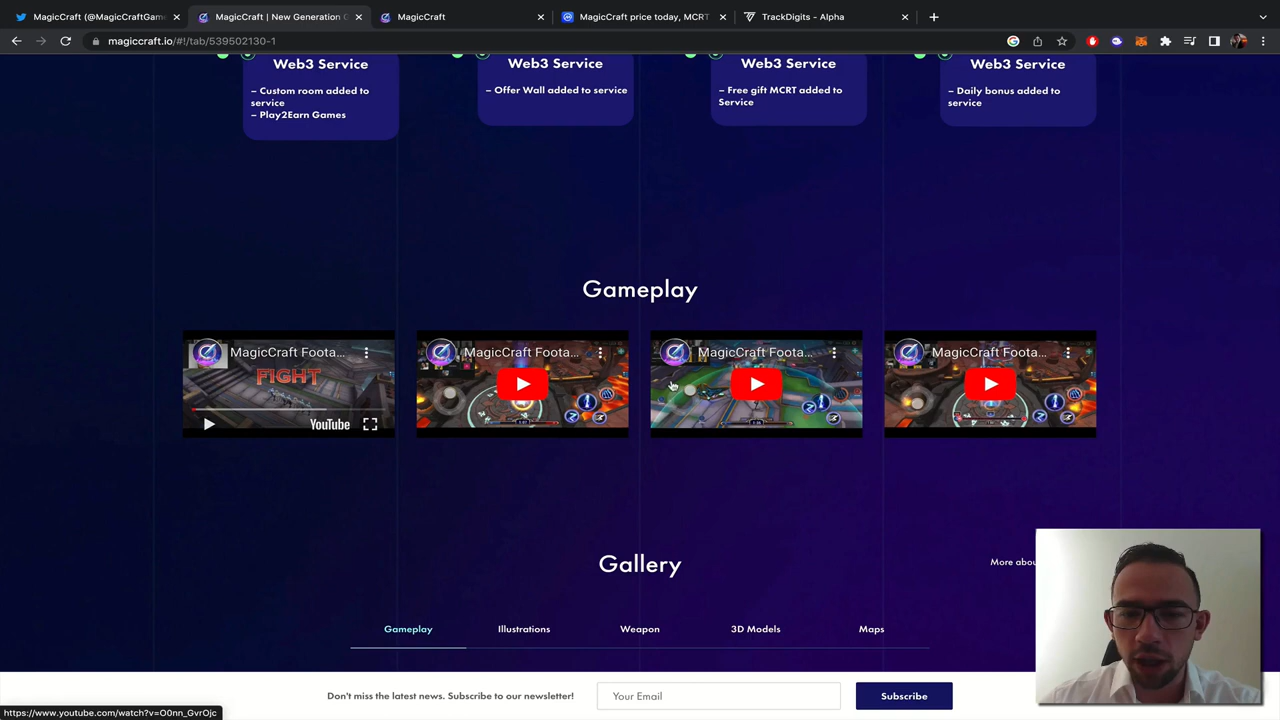 MagicCraft (@MagicCraftGam
MagicCraft | New Generation G
MagicCraft
MagicCraft price today, MCRT
TrackDigits - Alpha
magiccraft.io/#!/tab/539502130-1
Web3 Service
– Custom room added to
service
– Play2Earn Games
Web3 Service
– Offer Wall added to service
Web3 Service
– Free gift MCRT added to
Service
Web3 Service
– Daily bonus added to
service
Gameplay
MagicCraft Foota...
FIGHT
YouTube
MagicCraft Foota...
MagicCraft Foota...
MagicCraft Foota...
Gallery
More abou
Gameplay Illustrations Weapon 3D Models Maps
Don't miss the latest news. Subscribe to our newsletter! Your Email Subscribe
https://www.youtube.com/watch?v=O0nn_GvrOjc